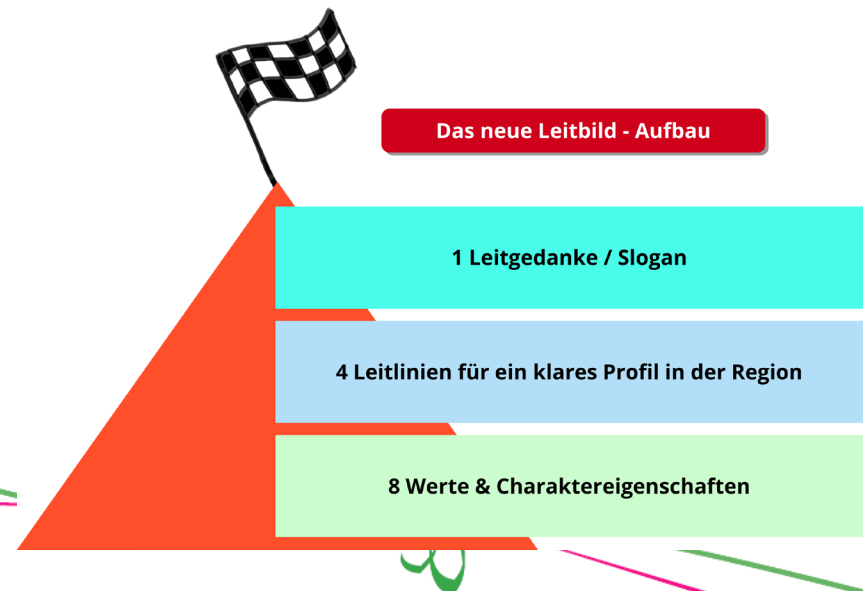 Das neue Leitbild - Aufbau
1 Leitgedanke / Slogan
4 Leitlinien für ein klares Profil in der Region
8 Werte & Charaktereigenschaften